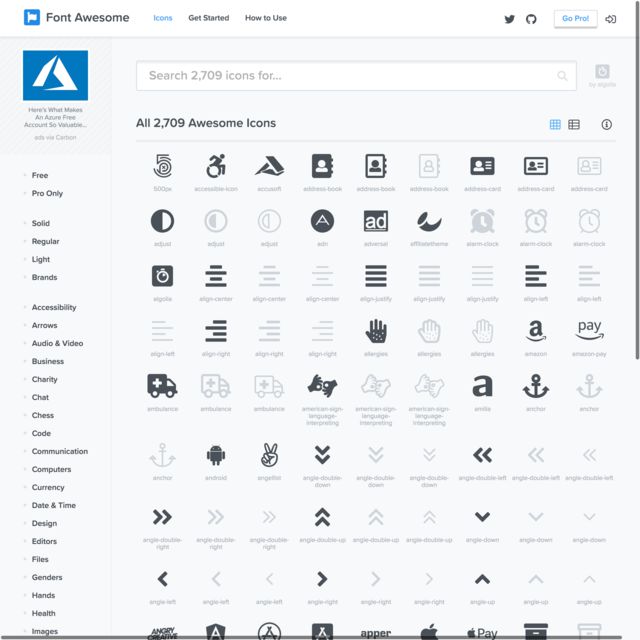 Font Awesome
Icons
Get Started
How to Use
Go Pro!
Here's What Makes
An Azure Free
Account So Valuable...
ads via Carbon
Search 2,709 icons for...
by algolia
All 2,709 Awesome Icons
Free
Pro Only
Solid
Regular
Light
Brands
Accessibility
Arrows
Audio & Video
Business
Charity
Chat
Chess
Code
Communication
Computers
Currency
Date & Time
Design
Editors
Files
Genders
Hands
Health
Images
500px
accessible-icon
accusoft
address-book
address-book
address-book
address-card
address-card
address-card
adjust
adjust
adjust
adn
ad
adversal
affiliatetheme
alarm-clock
alarm-clock
alarm-clock
algolia
align-center
align-center
align-center
align-justify
align-justify
align-justify
align-left
align-left
align-left
align-right
align-right
align-right
allergies
allergies
allergies
a
amazon
pay
amazon-pay
ambulance
ambulance
ambulance
american-sign-
language-
interpreting
american-sign-
language-
interpreting
american-sign-
language-
interpreting
a
amilia
anchor
anchor
anchor
android
angellist
angle-double-
down
angle-double-
down
angle-double-
down
angle-double-left
angle-double-left
angle-double-left
angle-double-
right
angle-double-
right
angle-double-
right
angle-double-up
angle-double-up
angle-double-up
angle-down
angle-down
angle-down
angle-left
angle-left
angle-left
angle-right
angle-right
angle-right
angle-up
angle-up
angle-up
ANGRY
CREATIVE
apper
Pay